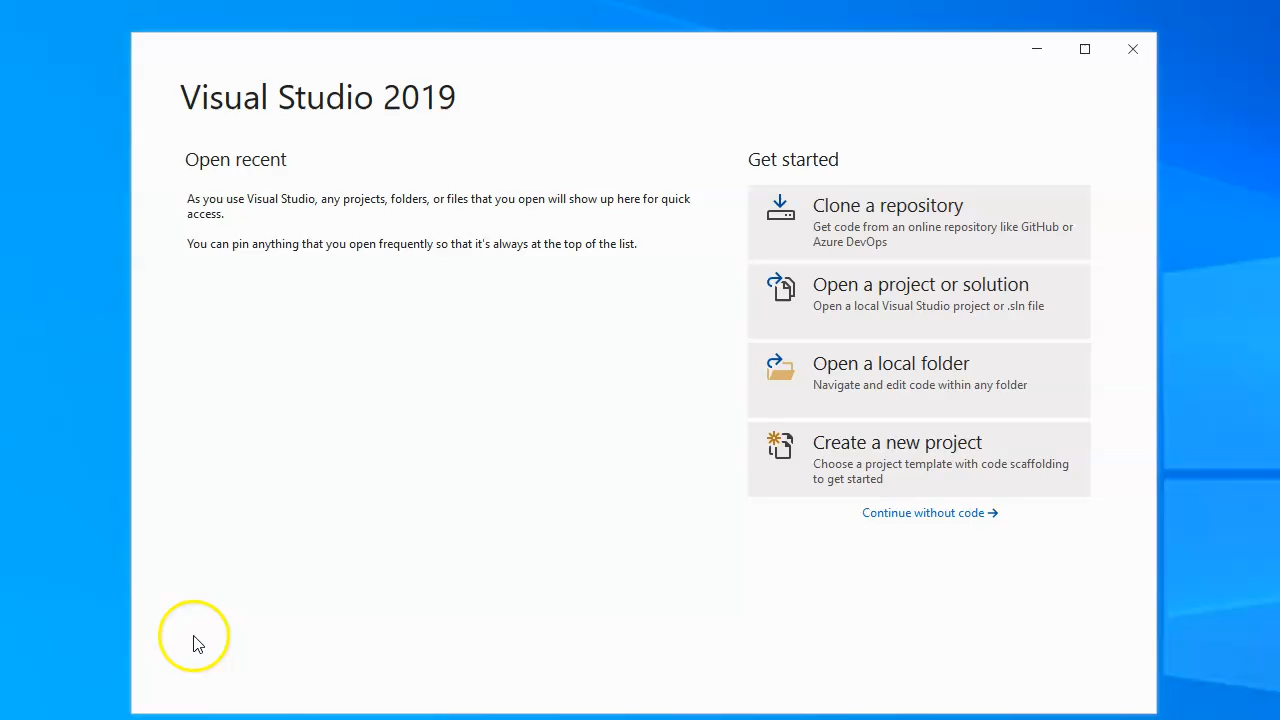 Visual Studio 2019
Open recent
As you use Visual Studio, any projects, folders, or files that you open will show up here for quick
access.
You can pin anything that you open frequently so that it's always at the top of the list.
Get started
Clone a repository
Get code from an online repository like GitHub or
Azure DevOps
Open a project or solution
Open a local Visual Studio project or .sln file
Open a local folder
Navigate and edit code within any folder
Create a new project
Choose a project template with code scaffolding
to get started
Continue without code →